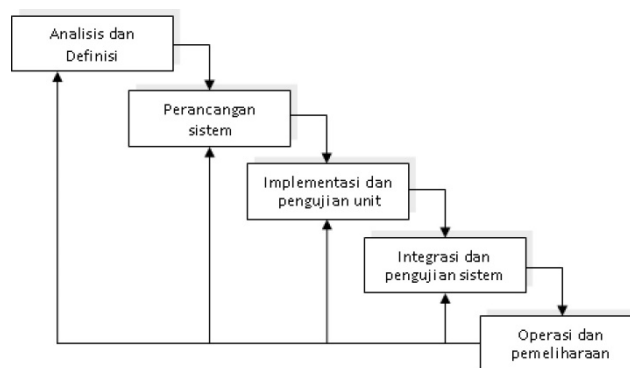 Analisis dan
Definisi
Perancangan
sistem
Implementasi dan
pengujian unit
Integrasi dan
pengujian sistem
Operasi dan
pemeliharaan